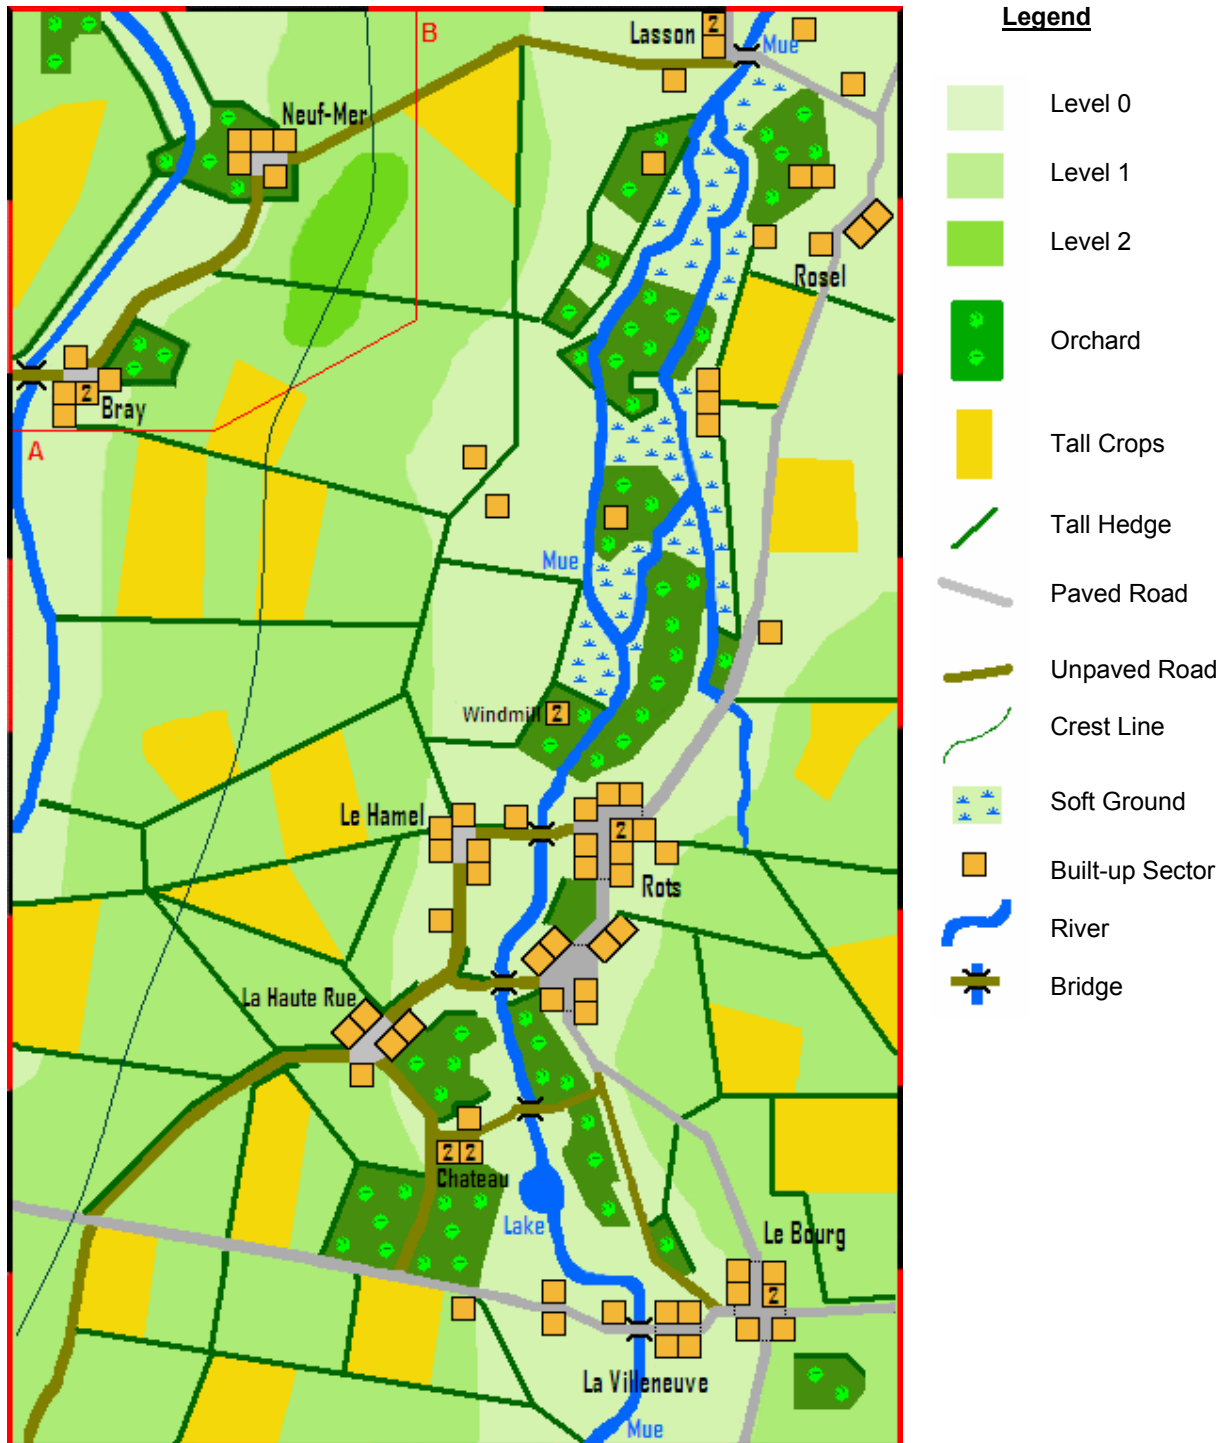 Legend
B
Lasson
2
Mue
Neuf-Mer
Rosel
2
Bray
A
Mue
Windmill
2
Le Hamel
2
Rots
La Haute Rue
2
2
Chateau
Lake
Le Bourg
2
La Villeneuve
Mue
Level 0
Level 1
Level 2
Orchard
Tall Crops
Tall Hedge
Paved Road
Unpaved Road
Crest Line
Soft Ground
Built-up Sector
River
Bridge